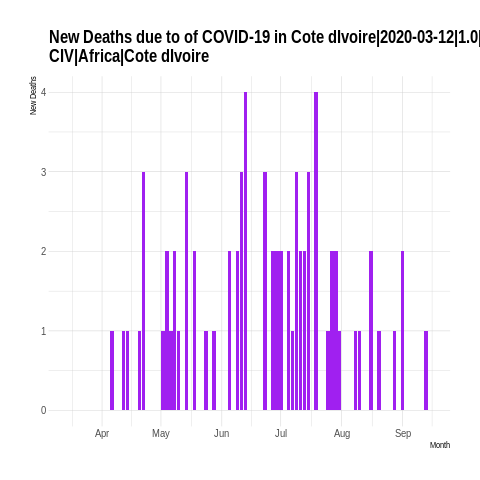 New Deaths due to of COVID-19 in Cote dIvoire|2020-03-12|1.0|
CIV|Africa|Cote dIvoire
New Deaths
4
3
2
1
0
Apr May Jun Jul Aug Sep
Month